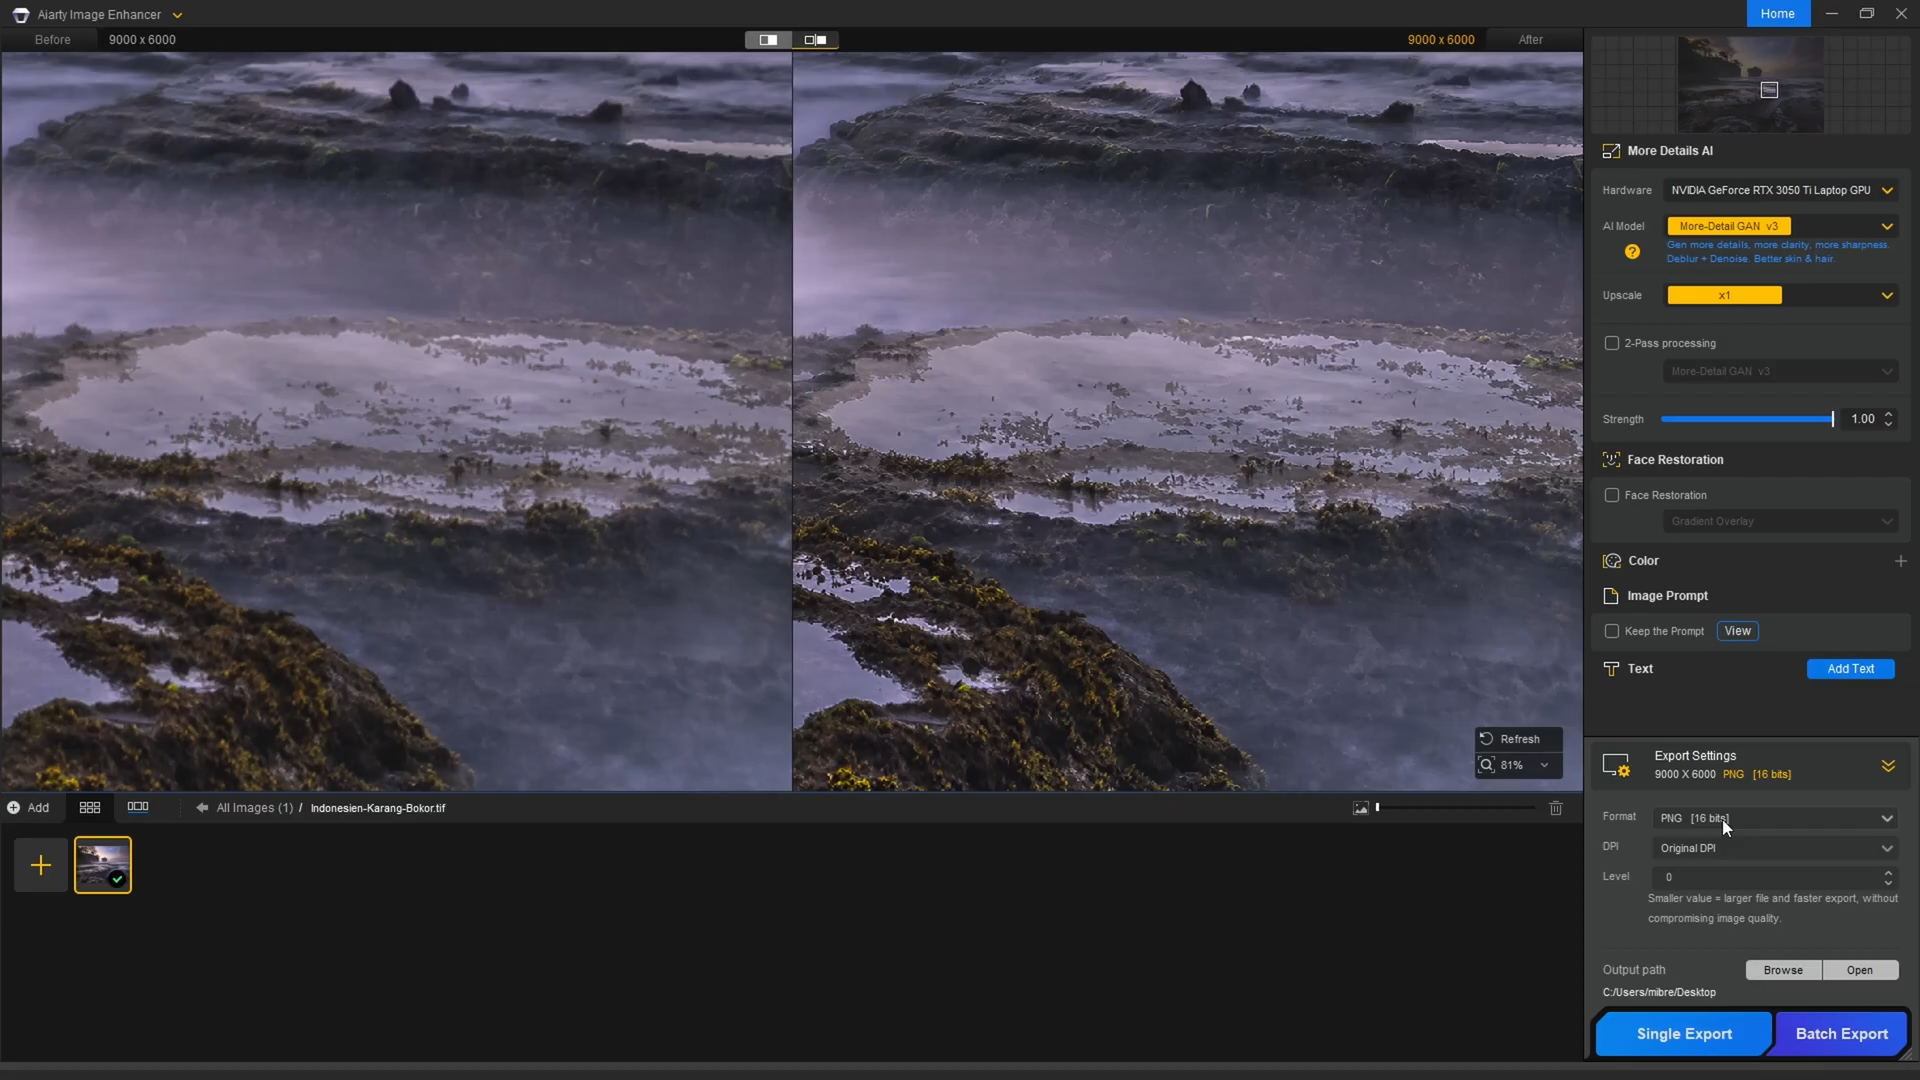 Aiarty Image Enhancer
Home
Before
9000 x 6000
9000 x 6000
After
More Details AI
Hardware
NVIDIA GeForce RTX 3050 Ti Laptop GPU
AI Model
More-Detail GAN v3
?
Gen more details, more clarity, more sharpness.
Deblur + Denoise. Better skin & hair.
Upscale
x1
2-Pass processing
More-Detail GAN v3
Strength
1.00
Face Restoration
Face Restoration
Gradient Overlay
Color
Image Prompt
Keep the Prompt
View
Text
Add Text
Refresh
81%
Export Settings
9000 X 6000 PNG [16 bits]
Add
All Images (1) / Indonesien-Karang-Bokor.tif
Format
PNG [16 bits]
DPI
Original DPI
Level
0
Smaller value = larger file and faster export, without
compromising image quality.
Output path
Browse
Open
C:/Users/mibre/Desktop
Single Export
Batch Export